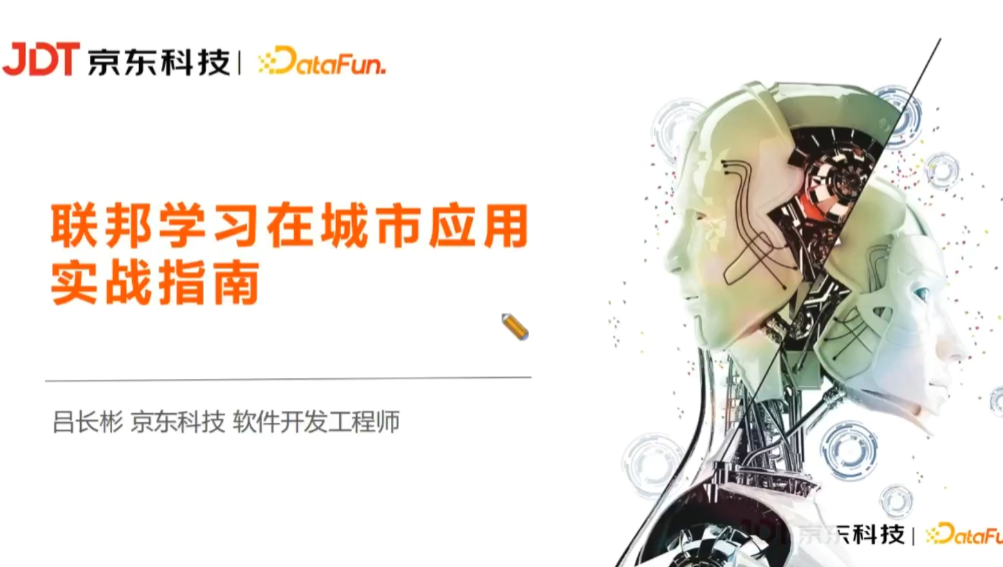 JDT 京东科技 | DataFun.
联邦学习在城市应用
实战指南
吕长彬 京东科技 软件开发工程师
JDT 京东科技 | DataFu